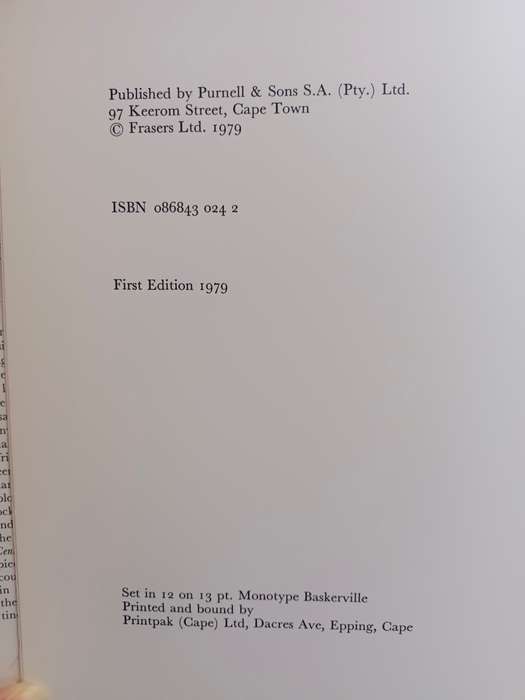 Published by Purnell & Sons S.A. (Pty.) Ltd.
97 Keerom Street, Cape Town
© Frasers Ltd. 1979
ISBN 086843 024 2
First Edition 1979
Set in 12 on 13 pt. Monotype Baskerville
Printed and bound by
Printpak (Cape) Ltd, Dacres Ave, Epping, Cape